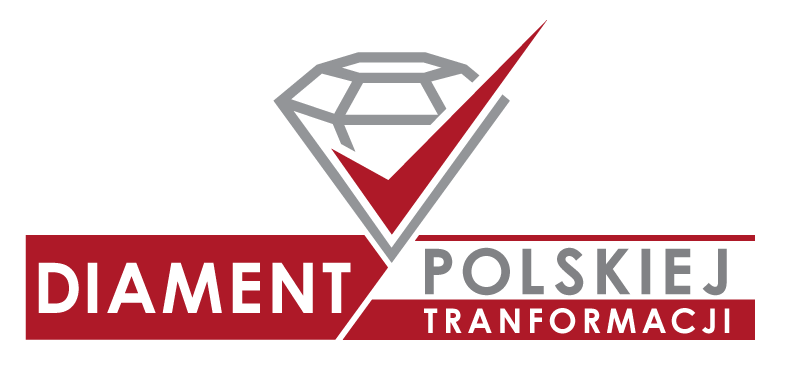 DIAMENT
POLSKIEJ
TRANFORMACJI